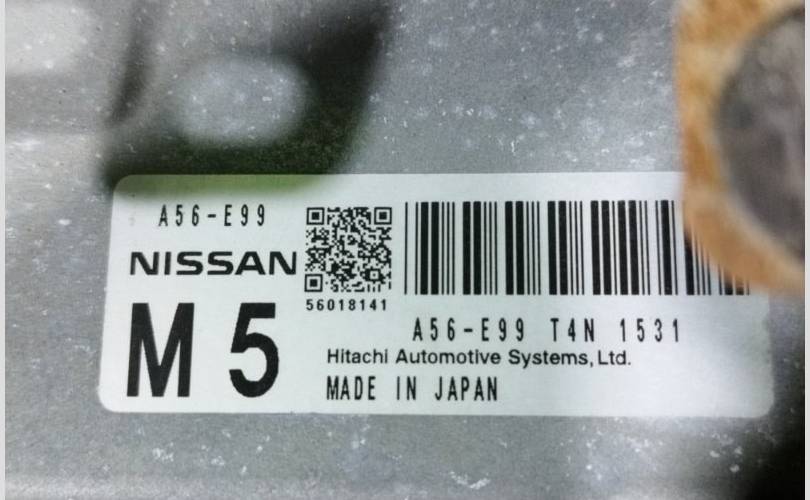 A56-E99
NISSAN
M 5
56018141
A56-E99 T4N 1531
Hitachi Automotive Systems, Ltd.
MADE IN JAPAN